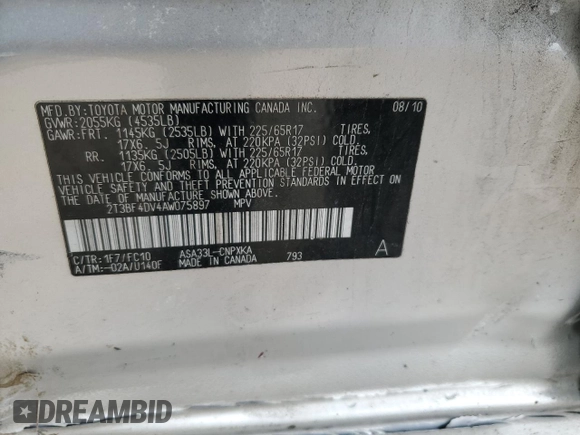 MFD.BY:TOYOTA MOTOR MANUFACTURING CANADA INC. 08/10
GVWR:2055KG (4535LB)
GAWR:FRT. 1145KG (2535LB) WITH 225/65R17 TIRES,
17X6. 5J RIMS, AT 220KPA (32PSI) COLD.
RR. 1135KG (2505LB) WITH 225/65R17 TIRES,
17X6. 5J RIMS, AT 220KPA (32PSI) COLD.
THIS VEHICLE CONFORMS TO ALL APPLICABLE FEDERAL MOTOR
VEHICLE SAFETY AND THEFT PREVENTION STANDARDS IN EFFECT ON
THE DATE OF MANUFACTURE SHOWN ABOVE.
2T3BF4DV4AW075897 MPV
C/TR:1F7/FC10 ASA33L-CNPXKA
A/TM:-02A/U140F MADE IN CANADA 793 A
DREAMBID